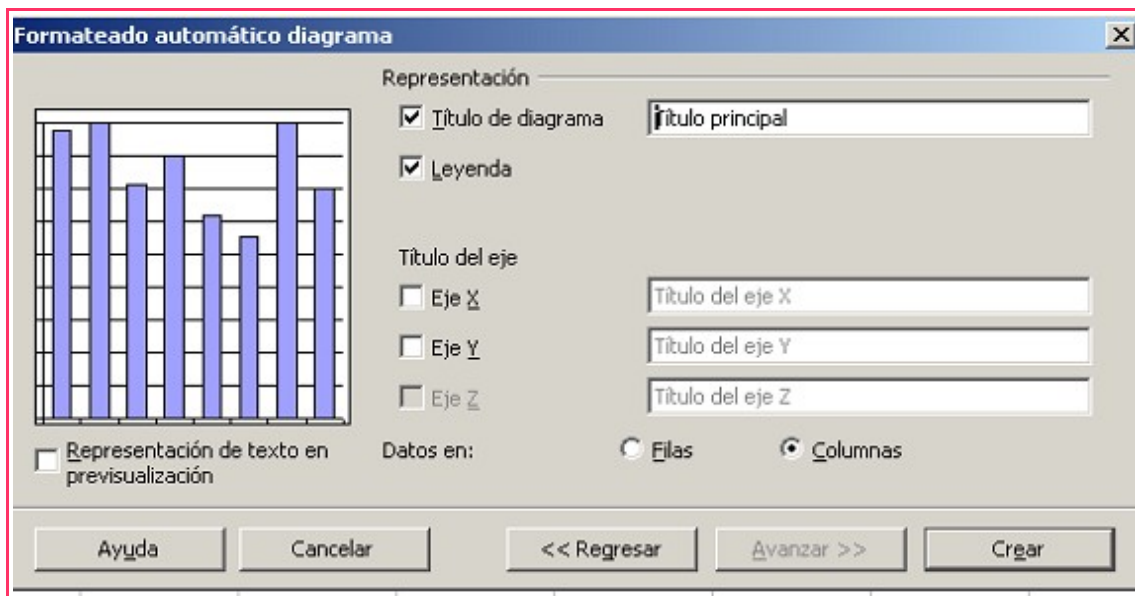 Formateado automático diagrama
Representación
Título de diagrama
Título principal
Leyenda
Título del eje
Eje X
Título del eje X
Eje Y
Título del eje Y
Eje Z
Título del eje Z
Representación de texto en
previsualización
Datos en:
Filas
Columnas
Ayuda
Cancelar
<< Regresar
Avanzar >>
Crear